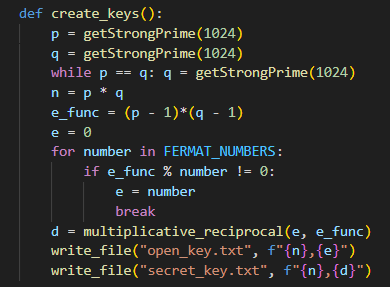 def create_keys():
    p = getStrongPrime(1024)
    q = getStrongPrime(1024)
    while p == q: q = getStrongPrime(1024)
    n = p * q
    e_func = (p - 1)*(q - 1)
    e = 0
    for number in FERMAT_NUMBERS:
        if e_func % number != 0:
            e = number
            break
    d = multiplicative_reciprocal(e, e_func)
    write_file("open_key.txt", f"{n},{e}")
    write_file("secret_key.txt", f"{n},{d}")